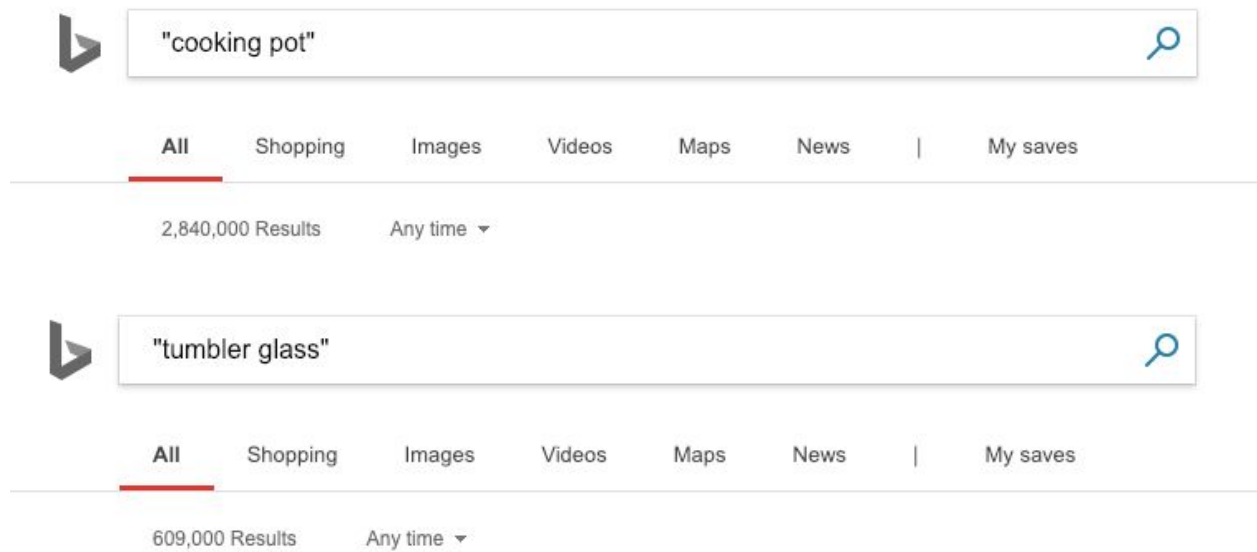 "cooking pot"
All Shopping Images Videos Maps News | My saves
2,840,000 Results Any time
"tumbler glass"
All Shopping Images Videos Maps News | My saves
609,000 Results Any time